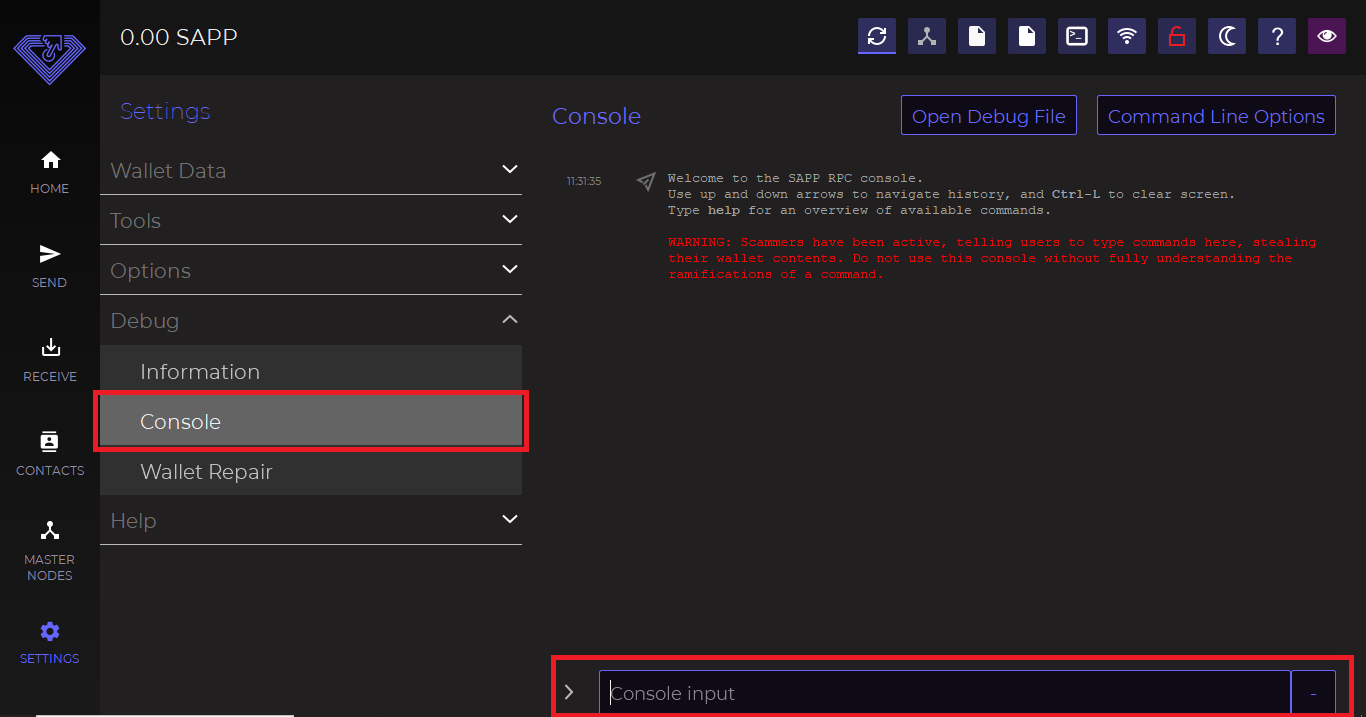 0.00 SAPP
HOME
SEND
RECEIVE
CONTACTS
MASTER
NODES
SETTINGS
Settings
Wallet Data
Tools
Options
Debug
Information
Console
Wallet Repair
Help
Console
Open Debug File
Command Line Options
11:31:35
Welcome to the SAPP RPC console.
Use up and down arrows to navigate history, and Ctrl-L to clear screen.
Type help for an overview of available commands.
WARNING: Scammers have been active, telling users to type commands here, stealing
their wallet contents. Do not use this console without fully understanding the
ramifications of a command.
Console input
-